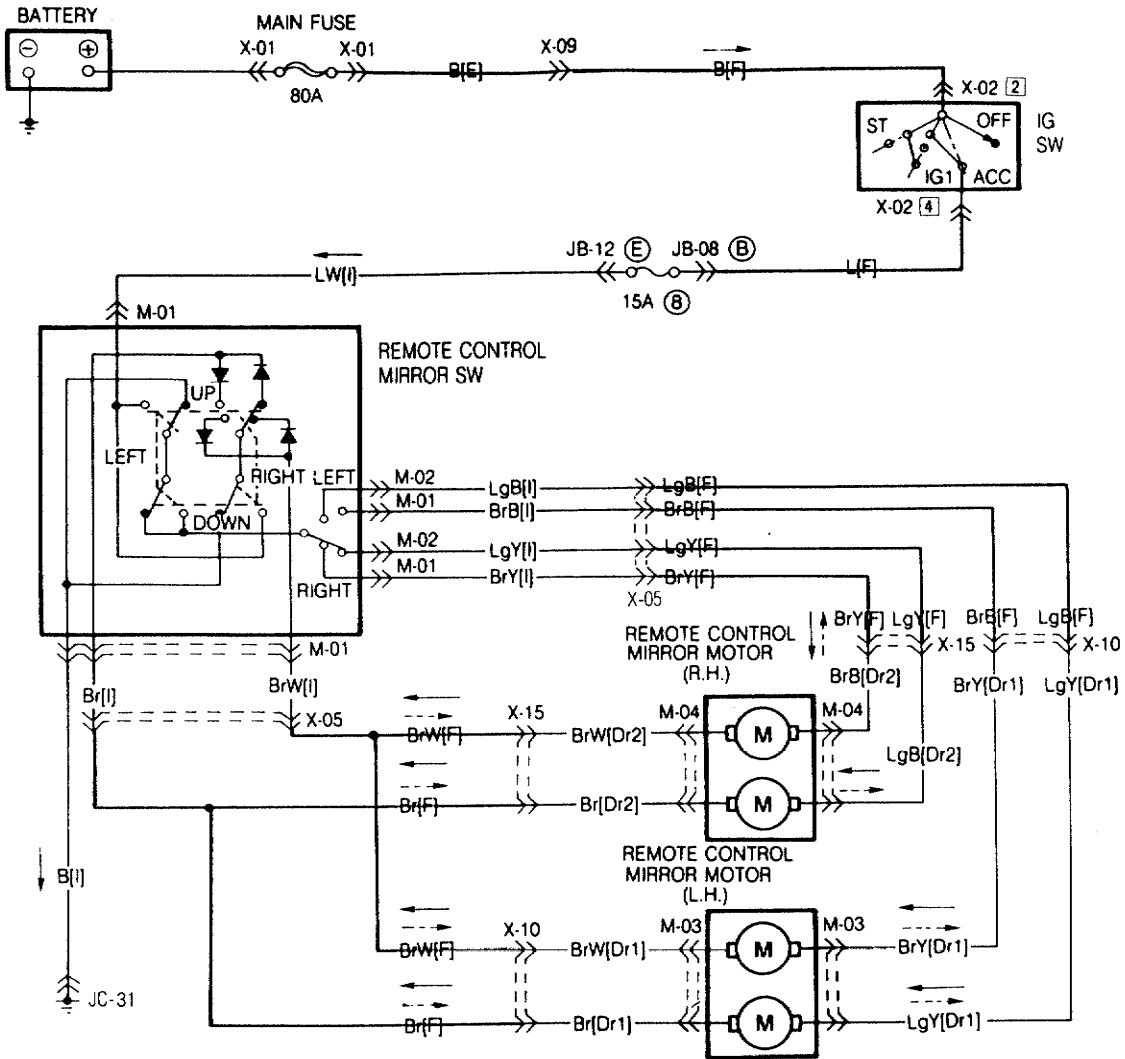 BATTERY
MAIN FUSE
X-01
X-01
X-09
B[E]
B[F]
80A
X-02 2
ST
OFF
IG
SW
IG1
ACC
X-02 4
JB-12 E
JB-08 B
LW[I]
L[F]
15A 8
M-01
REMOTE CONTROL
MIRROR SW
UP
LEFT
RIGHT
LEFT
DOWN
RIGHT
M-02
LgB[I]
LgB[F]
M-01
BrB[I]
BrB[F]
M-02
LgY[I]
LgY[F]
M-01
BrY[I]
BrY[F]
X-05
REMOTE CONTROL
MIRROR MOTOR
(R.H.)
BrY[F]
LgY[F]
BrB[F]
LgB[F]
X-15
X-10
M-01
BrB[Dr2]
BrY[Dr1]
LgY[Dr1]
Br[I]
BrW[I]
X-05
BrW[F]
X-15
BrW[Dr2]
M-04
M
M-04
LgB[Dr2]
Br[F]
Br[Dr2]
M
REMOTE CONTROL
MIRROR MOTOR
(L.H.)
B[I]
BrW[F]
X-10
BrW[Dr1]
M-03
M
M-03
BrY[Dr1]
JC-31
Br[F]
Br[Dr1]
M
LgY[Dr1]